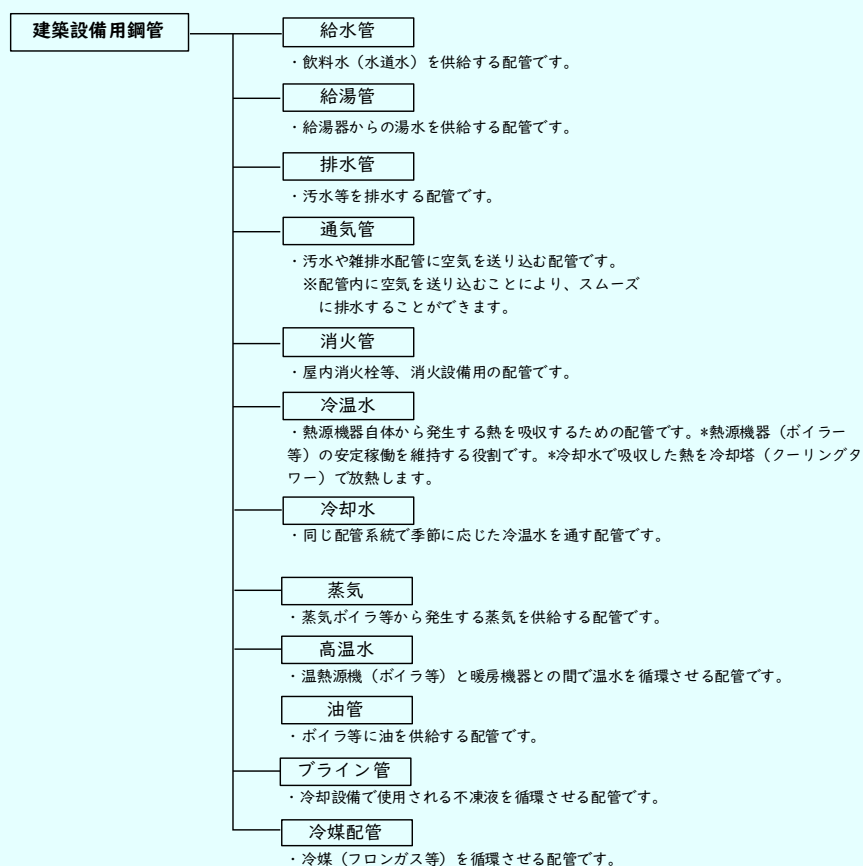 建築設備用鋼管
給水管
・飲料水（水道水）を供給する配管です。
給湯管
・給湯器からの湯水を供給する配管です。
排水管
・汚水等を排水する配管です。
通気管
・汚水や雑排水配管に空気を送り込む配管です。
※配管内に空気を送り込むことにより、スムーズ
に排水することができます。
消火管
・屋内消火栓等、消火設備用の配管です。
冷温水
・熱源機器自体から発生する熱を吸収するための配管です。*熱源機器（ボイラー
等）の安定稼働を維持する役割です。*冷却水で吸収した熱を冷却塔（クーリングタ
ワー）で放熱します。
冷却水
・同じ配管系統で季節に応じた冷温水を通す配管です。
蒸気
・蒸気ボイラ等から発生する蒸気を供給する配管です。
高温水
・温熱源機（ボイラ等）と暖房機器との間で温水を循環させる配管です。
油管
・ボイラ等に油を供給する配管です。
ブライン管
・冷却設備で使用される不凍液を循環させる配管です。
冷媒配管
・冷媒（フロンガス等）を循環させる配管です。